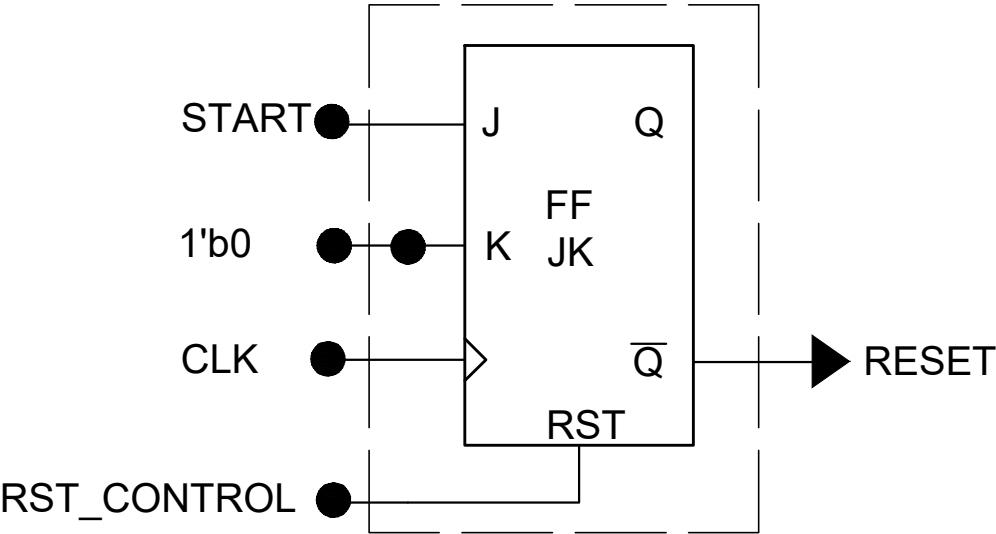 START
J
Q
FF
JK
1'b0
K
CLK
Q̅
RESET
RST
RST_CONTROL